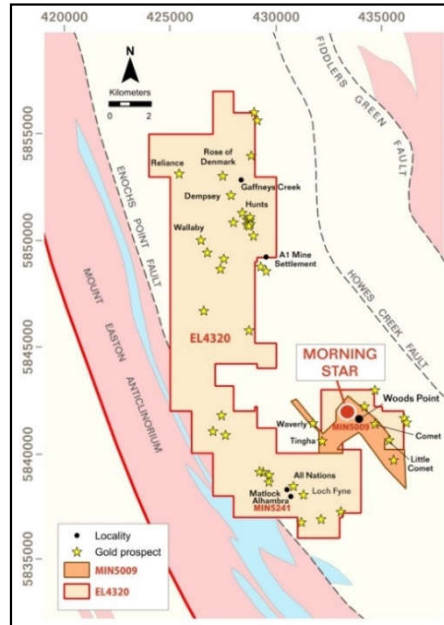 420000
425000
430000
435000
N
Kilometers
0 2
5855000
5850000
5845000
5840000
5835000
FIDDLERS
GREEN
FAULT
Rose of
Denmark
Reliance
Gaffneys Creek
Dempsey
Hunts
ENOCHS
POINT FAULT
Wallaby
A1 Mine
Settlement
HOWES CREEK FAULT
MOUNT
EASTON
ANTICLINORIUM
EL4320
MORNING
STAR
Woods Point
Waverly
MIN5009
Tingha
Comet
Little
Comet
All Nations
Matlock
Loch Fyne
Alhambra
MIN5241
Locality
Gold prospect
MIN5009
EL4320